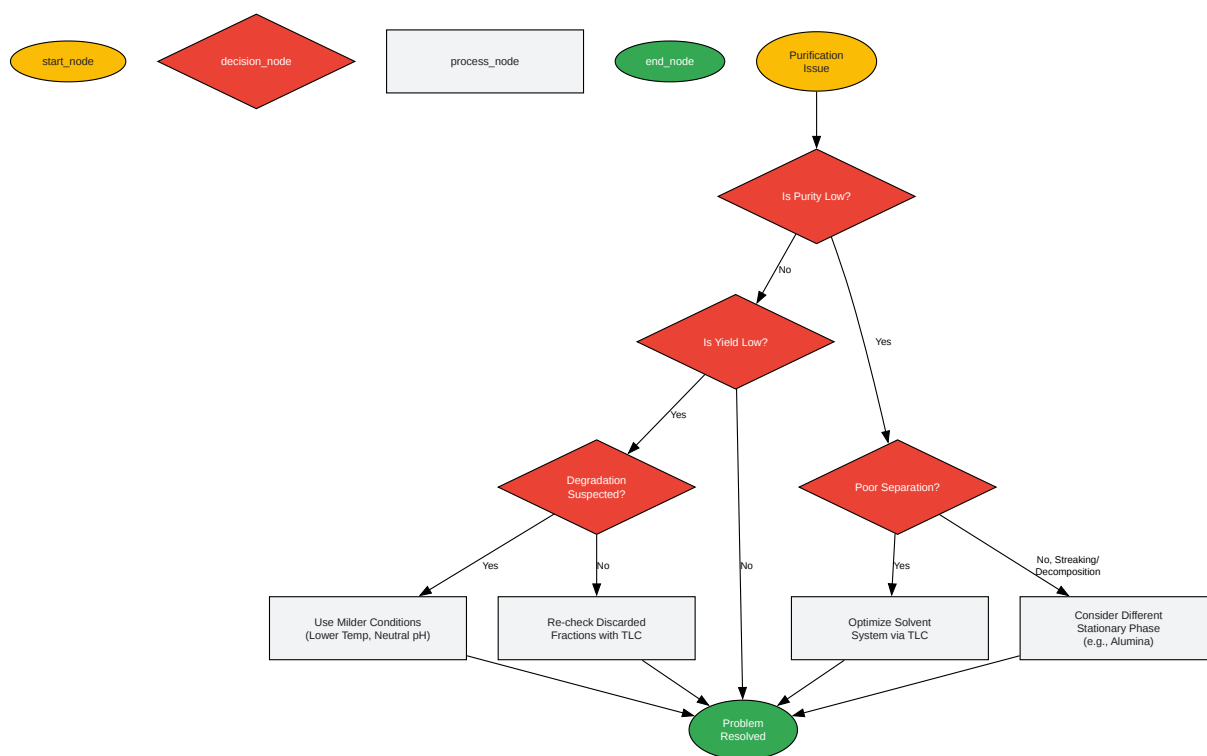 start_node
decision_node
process_node
end_node
Purification
Issue
Is Purity Low?
No
Is Yield Low?
Yes
Yes
Degradation
Suspected?
Poor Separation?
Yes
No
No
Yes
No, Streaking/
Decomposition
Use Milder Conditions
(Lower Temp, Neutral pH)
Re-check Discarded
Fractions with TLC
Optimize Solvent
System via TLC
Consider Different
Stationary Phase
(e.g., Alumina)
Problem
Resolved